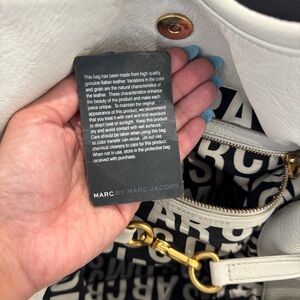 This bag has been made from high quality
genuine Italian leather. Variations in the color
and grain are the natural characteristics of
the leather. These characteristics enhance
the beauty of the product and make each
piece unique. To maintain the original
appearance of this product, we recommend
that you treat it with care and limit exposure
to direct heat or sunlight. Keep this product
dry and avoid contact with wet surfaces.
Care should be taken when using this bag
as color transfer can occur. Do not use
chemical cleaners to care for this product.
When not in use, store in the protective bag
received with purchase.
MARC BY MARC JACOBS